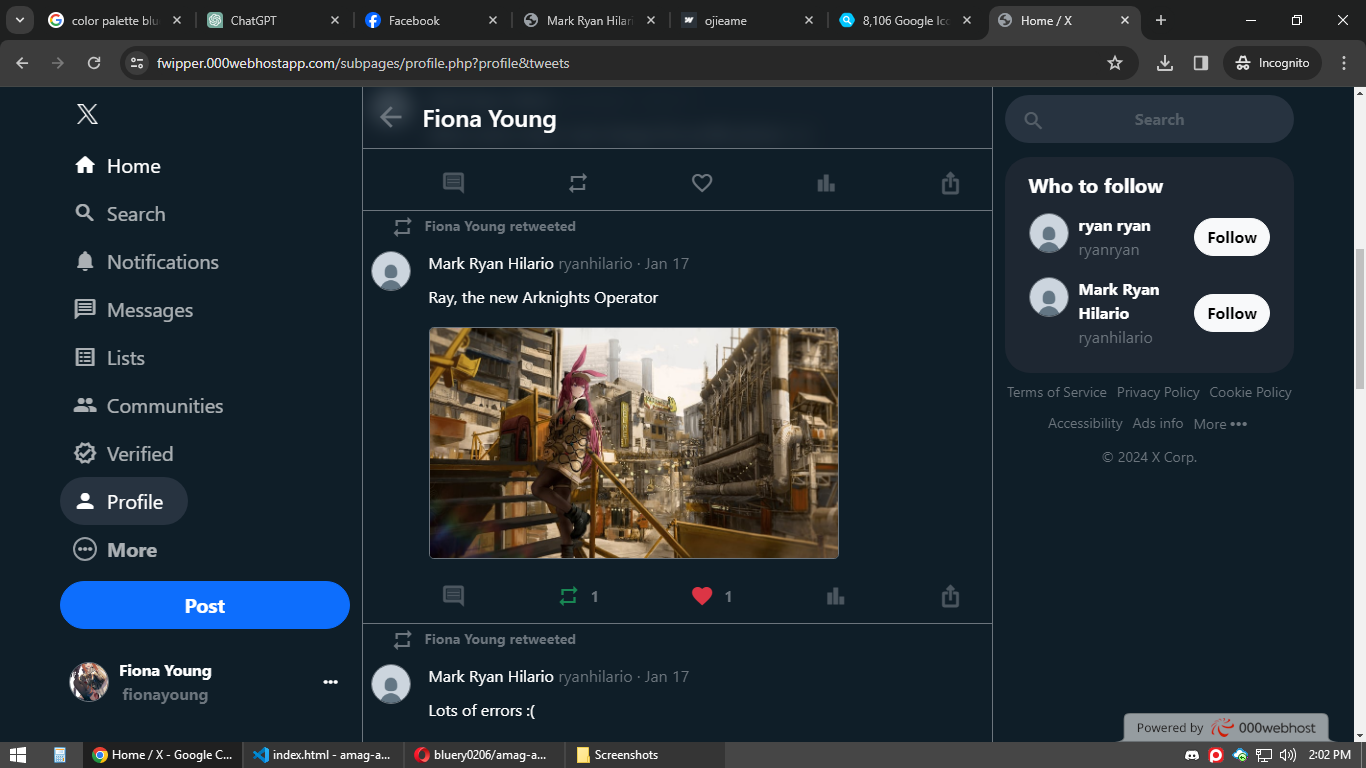 color palette blu
ChatGPT
Facebook
Mark Ryan Hilari
ojieame
8,106 Google Ico
Home / X
fwipper.000webhostapp.com/subpages/profile.php?profile&tweets
Incognito
Home
Search
Notifications
Messages
Lists
Communities
Verified
Profile
More
Post
Fiona Young
fionayoung
Fiona Young
Fiona Young retweeted
Mark Ryan Hilario ryanhilario · Jan 17
Ray, the new Arknights Operator
1 1
Fiona Young retweeted
Mark Ryan Hilario ryanhilario · Jan 17
Lots of errors :(
Search
Who to follow
ryan ryan
ryanryan
Follow
Mark Ryan
Hilario
ryanhilario
Follow
Terms of Service Privacy Policy Cookie Policy
Accessibility Ads info More •••
© 2024 X Corp.
Powered by 000webhost
Home / X - Google C...
index.html - amag-a...
bluery0206/amag-a...
Screenshots
2:02 PM